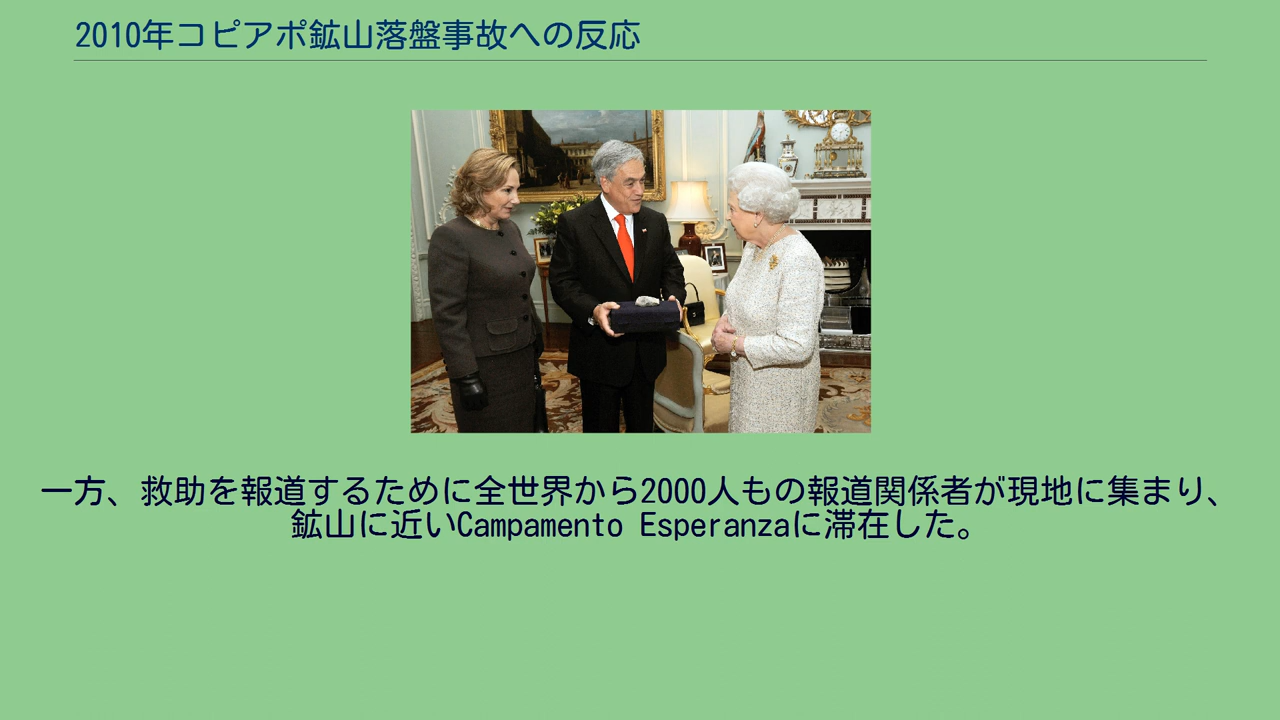 2010年コピアポ鉱山落盤事故への反応
一方、救助を報道するために全世界から2000人もの報道関係者が現地に集まり、
鉱山に近いCampamento Esperanzaに滞在した。